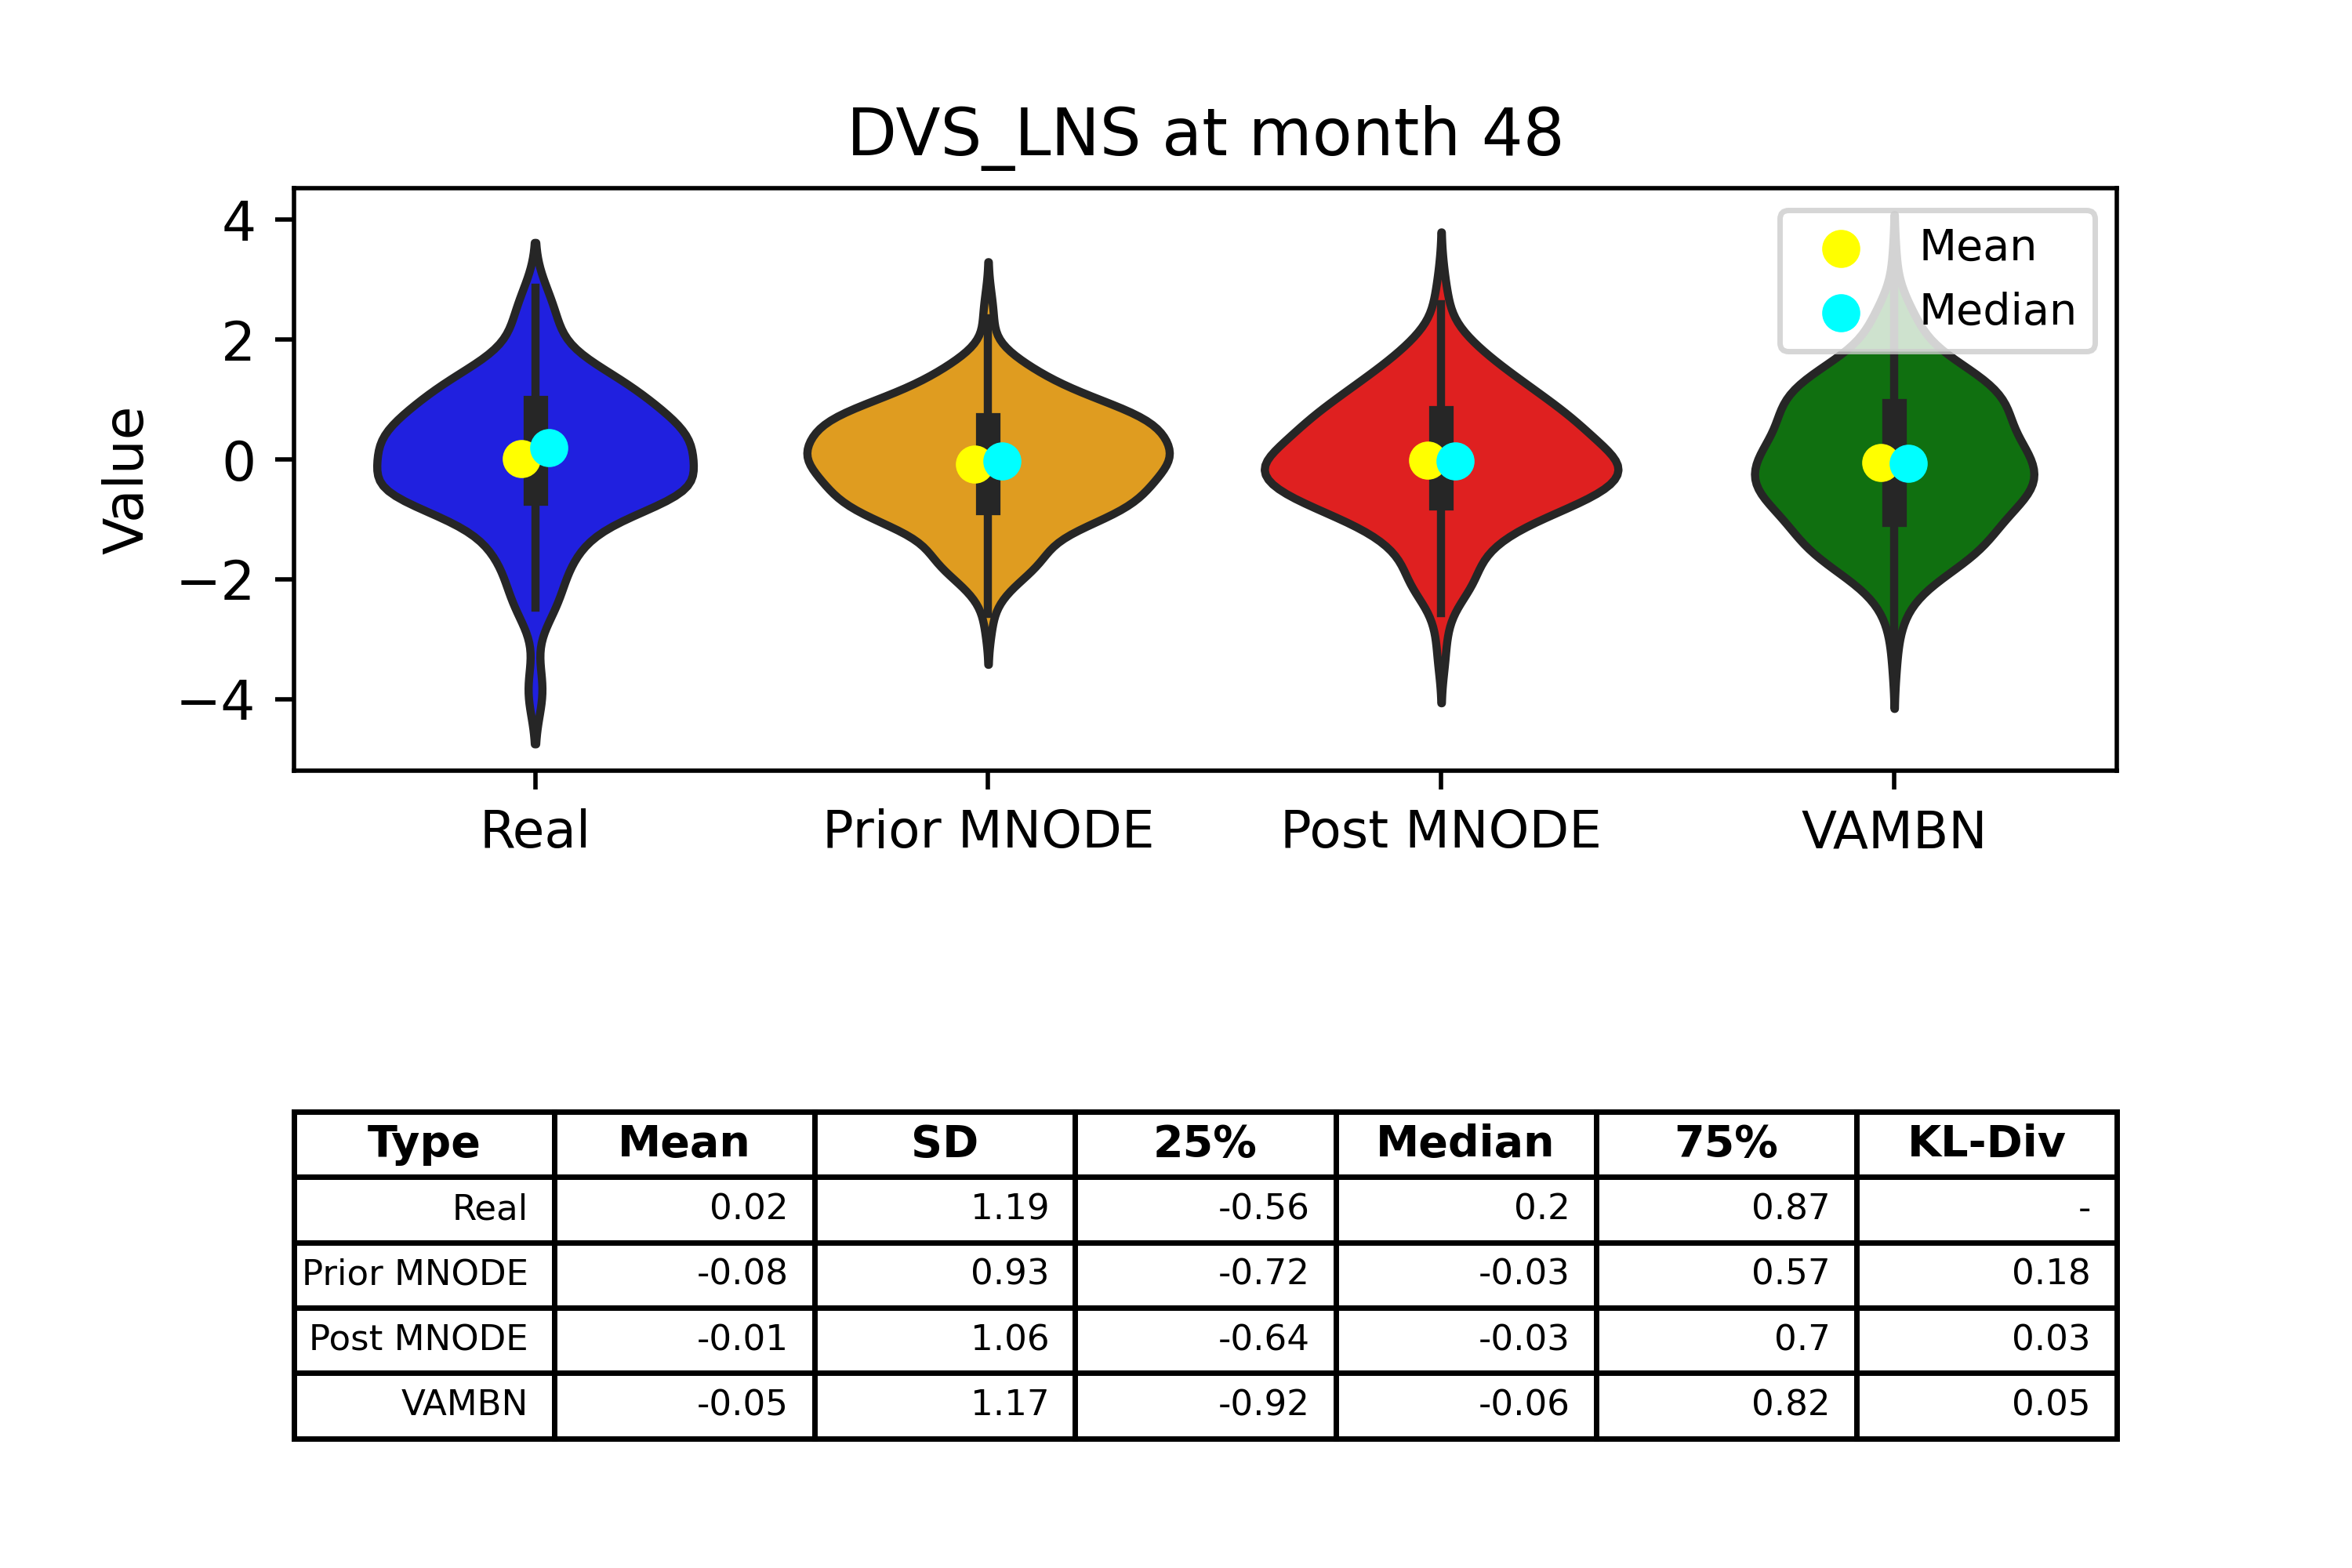 DVS_LNS at month 48
Value
4
2
0
−2
−4
Mean
Median
Real Prior MNODE Post MNODE VAMBN
Type Mean SD 25% Median 75% KL-Div
Real 0.02 1.19 -0.56 0.2 0.87 -
Prior MNODE -0.08 0.93 -0.72 -0.03 0.57 0.18
Post MNODE -0.01 1.06 -0.64 -0.03 0.7 0.03
VAMBN -0.05 1.17 -0.92 -0.06 0.82 0.05